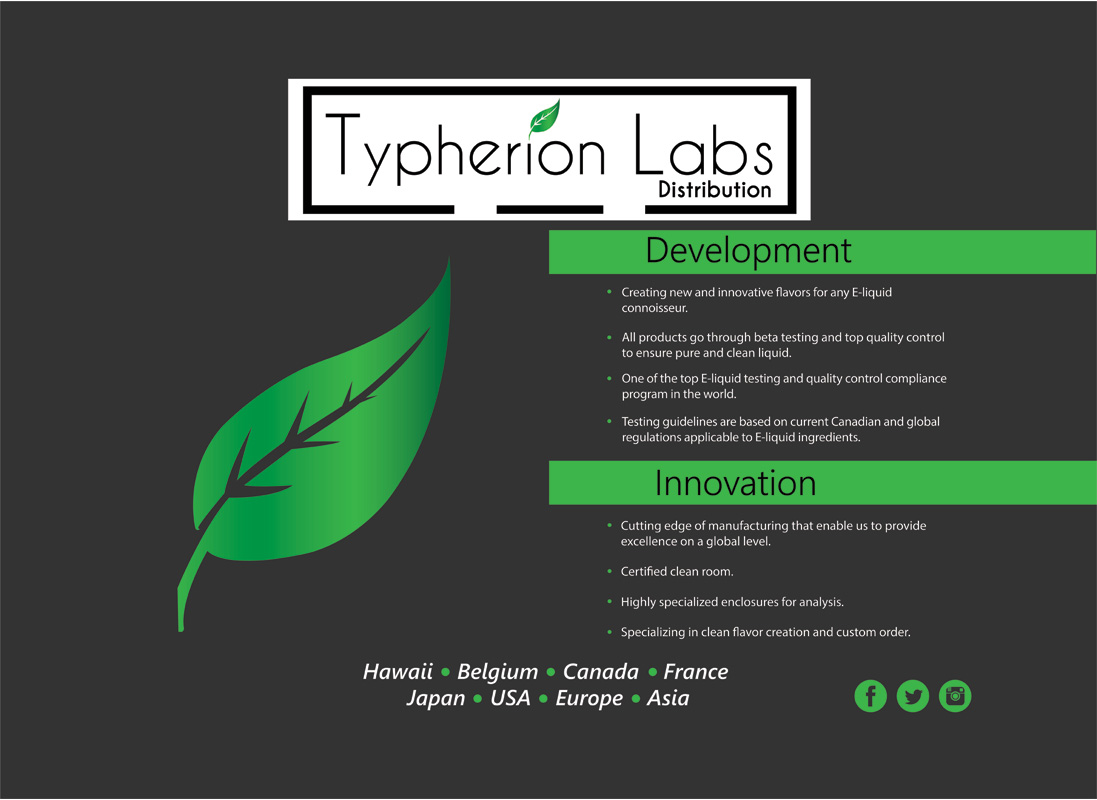 Typherion Labs
Distribution
Development
• Creating new and innovative flavors for any E-liquid
connoisseur.
• All products go through beta testing and top quality control
to ensure pure and clean liquid.
• One of the top E-liquid testing and quality control compliance
program in the world.
• Testing guidelines are based on current Canadian and global
regulations applicable to E-liquid ingredients.
Innovation
• Cutting edge of manufacturing that enable us to provide
excellence on a global level.
• Certified clean room.
• Highly specialized enclosures for analysis.
• Specializing in clean flavor creation and custom order.
Hawaii • Belgium • Canada • France
Japan • USA • Europe • Asia